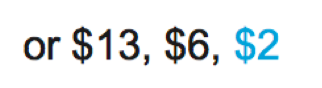 or $13, $6, $2